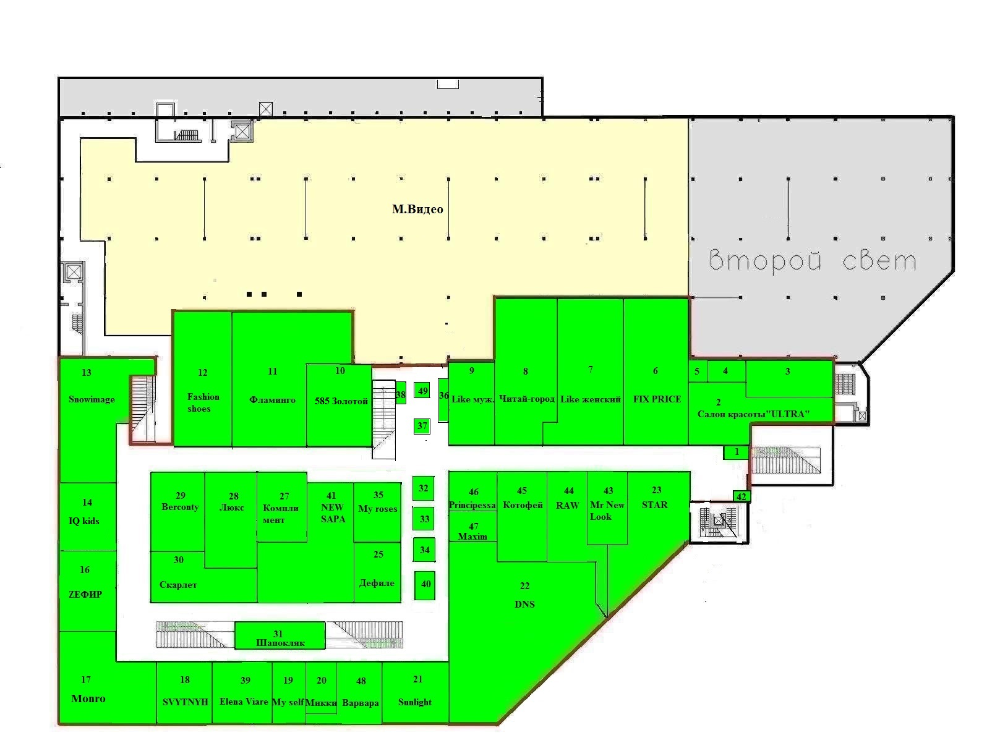 М.Видео
второй свет
13
Snowimage
12
Fashion
shoes
11
Фламинго
10
585 Золотой
38
49
36
37
9
Like муж.
8
Читай-город
7
Like женский
6
FIX PRICE
5
4
3
2
Салон красоты"ULTRA"
1
42
14
IQ kids
16
ZЕФИР
17
Monro
29
Berconty
28
Люкс
27
Компли
мент
41
NEW
SAPA
35
My roses
30
Скарлет
25
Дефиле
32
33
34
40
46
Principessa
47
Maxim
45
Котофей
44
RAW
43
Mr New
Look
23
STAR
22
DNS
31
Шапокляк
18
SVYTNYH
39
Elena Viare
19
My self
20
Микки
48
Варвара
21
Sunlight